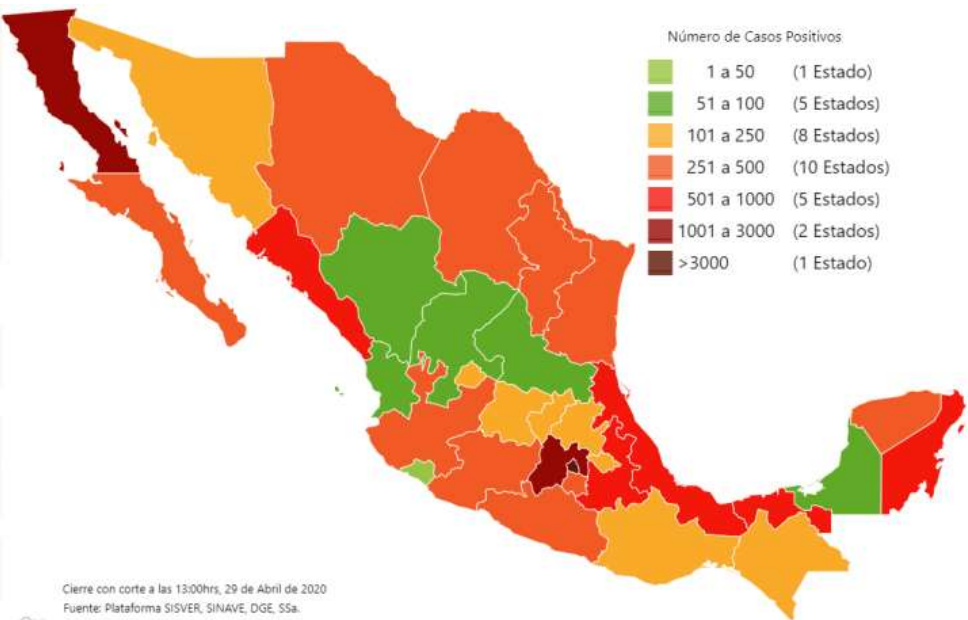 Número de Casos Positivos
1 a 50 (1 Estado)
51 a 100 (5 Estados)
101 a 250 (8 Estados)
251 a 500 (10 Estados)
501 a 1000 (5 Estados)
1001 a 3000 (2 Estados)
>3000 (1 Estado)
Cierre con corte a las 13:00hrs, 29 de Abril de 2020
Fuente: Plataforma SISVER, SINAVE, DGE, SSa.